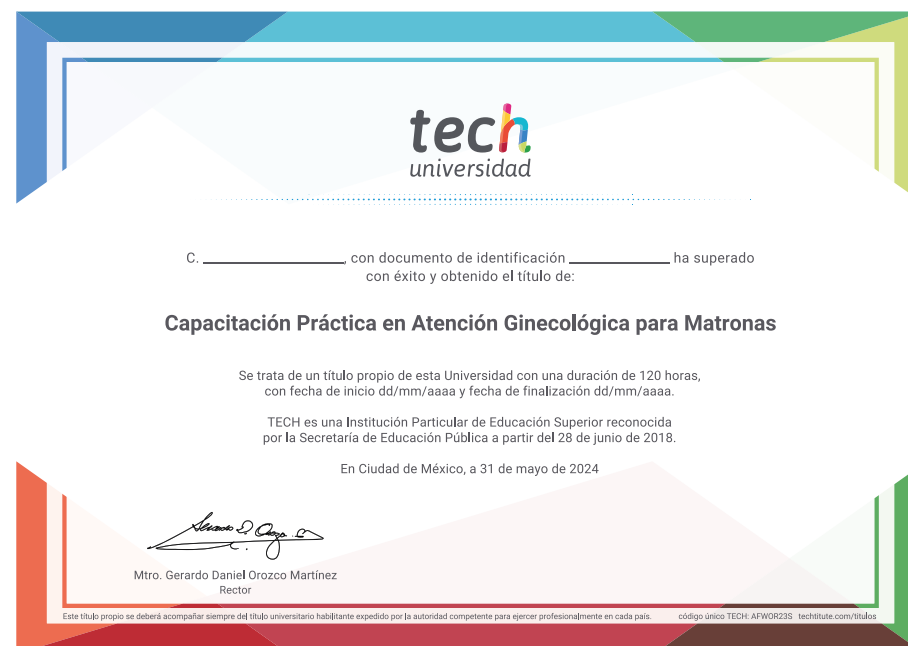 tech
universidad
C. ____________, con documento de identificación ____________ ha superado
con éxito y obtenido el título de:
Capacitación Práctica en Atención Ginecológica para Matronas
Se trata de un título propio de esta Universidad con una duración de 120 horas,
con fecha de inicio dd/mm/aaaa y fecha de finalización dd/mm/aaaa.
TECH es una Institución Particular de Educación Superior reconocida
por la Secretaría de Educación Pública a partir del 28 de junio de 2018.
En Ciudad de México, a 31 de mayo de 2024
Mtro. Gerardo Daniel Orozco Martínez
Rector
Este título propio se deberá acompañar siempre del título universitario habilitante expedido por la autoridad competente para ejercer profesionalmente en cada país. código único TECH: AFWOR23S techtitute.com/titulos